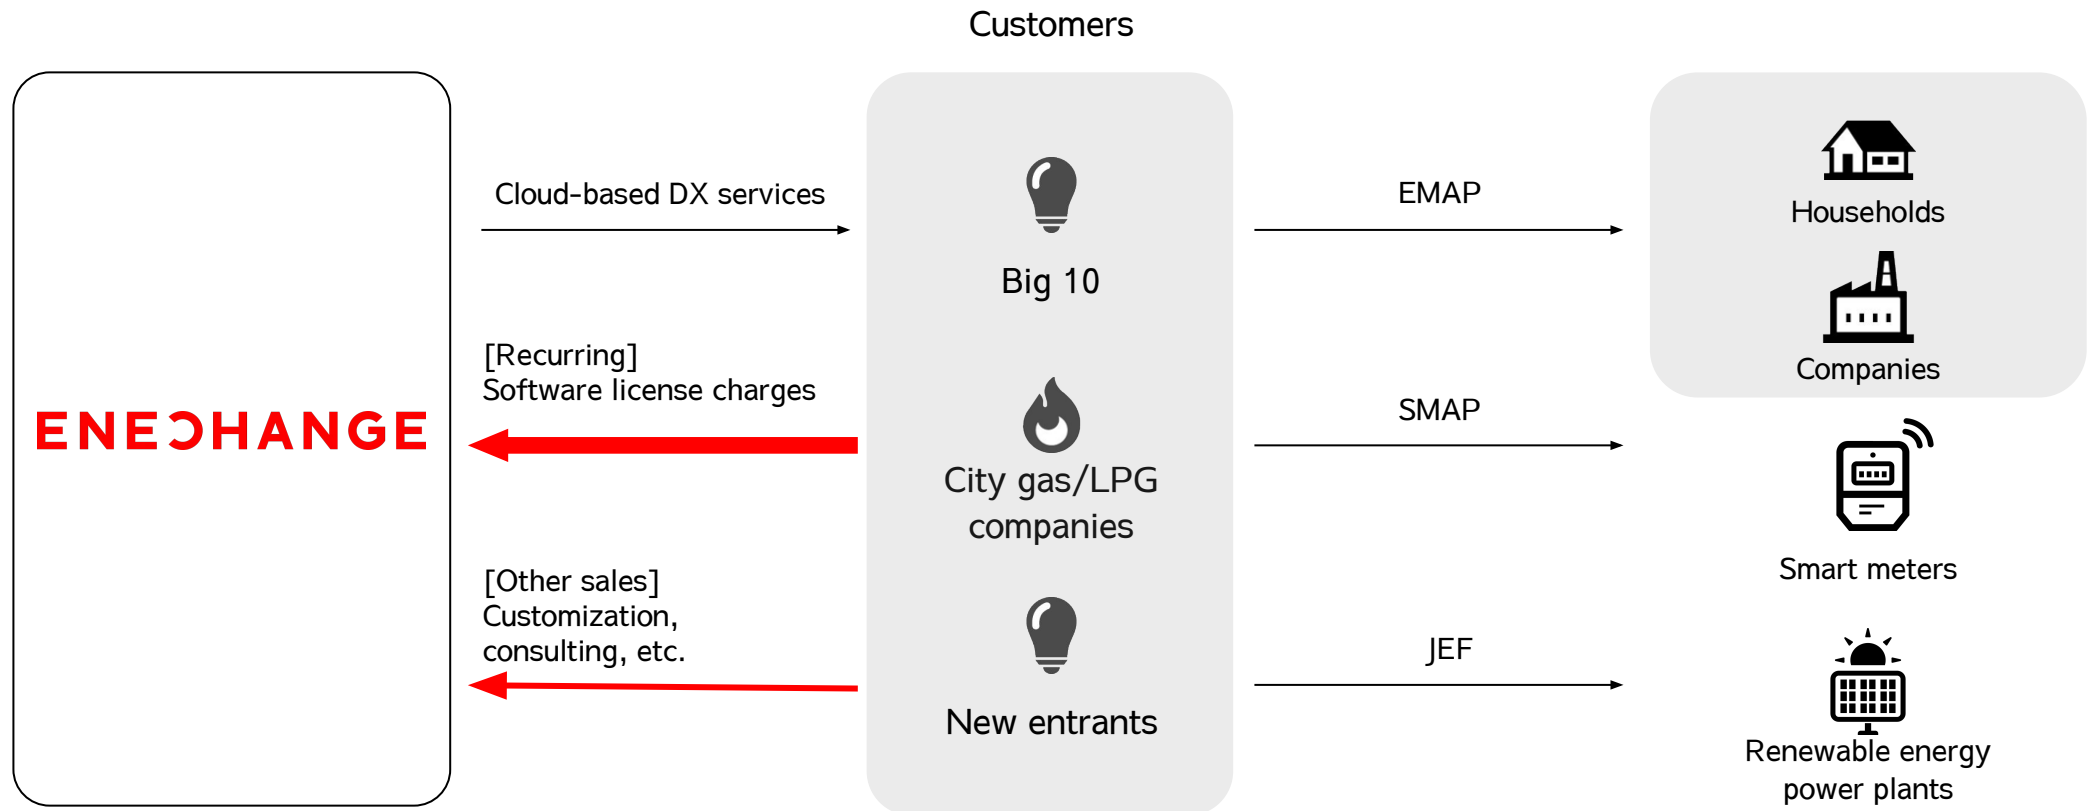 Customers
ENECHANGE
Cloud-based DX services
[Recurring]
Software license charges
[Other sales]
Customization,
consulting, etc.
Big 10
City gas/LPG
companies
New entrants
EMAP
SMAP
JEF
Households
Companies
Smart meters
Renewable energy
power plants